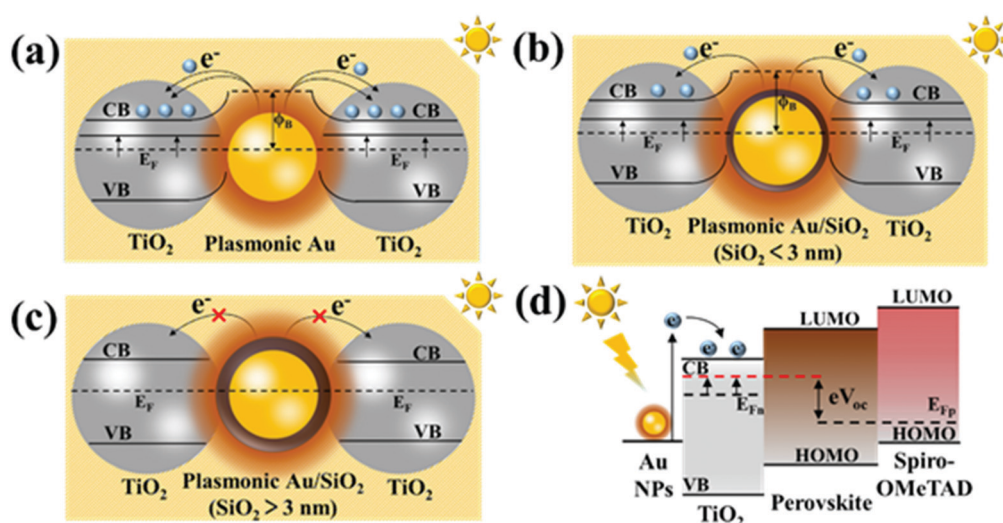 (a)
e-
e-
CB
ϕB
CB
EF
EF
VB
VB
TiO2
Plasmonic Au
TiO2
(b)
e-
e-
CB
ϕB
CB
EF
EF
VB
VB
TiO2
Plasmonic Au/SiO2
(SiO2 < 3 nm)
TiO2
(c)
e-
e-
CB
CB
EF
EF
VB
VB
TiO2
Plasmonic Au/SiO2
(SiO2 > 3 nm)
TiO2
(d)
LUMO
LUMO
e
e
e
CB
EFn
eVoc
EFp
HOMO
HOMO
Au
NPs
VB
TiO2
Perovskite
Spiro-
OMeTAD